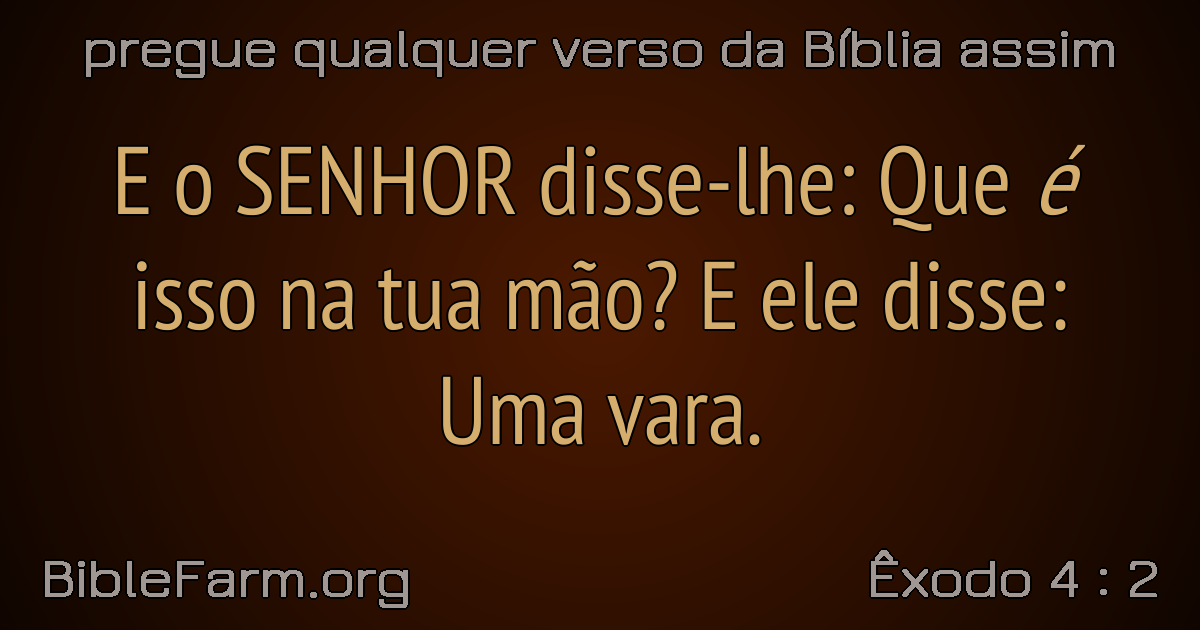 pregue qualquer verso da Bíblia assim
E o SENHOR disse-lhe: Que é
isso na tua mão? E ele disse:
Uma vara.
BibleFarm.org
Êxodo 4 : 2